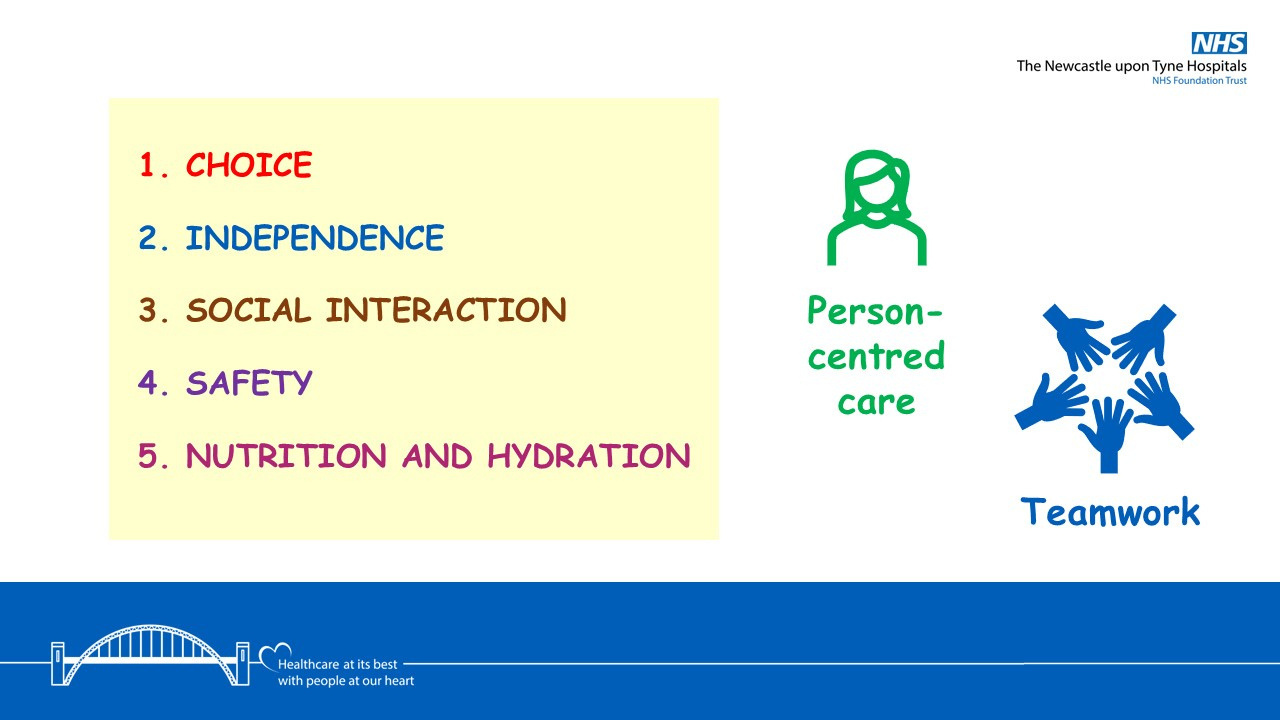 NHS
The Newcastle upon Tyne Hospitals
NHS Foundation Trust
1. CHOICE
2. INDEPENDENCE
3. SOCIAL INTERACTION
4. SAFETY
5. NUTRITION AND HYDRATION
Person-
centred
care
Teamwork
Healthcare at its best
with people at our heart